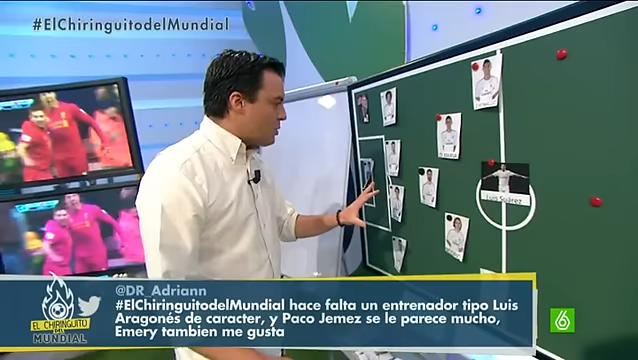 #ElChiringuitodelMundial
Luis Suárez
@DR_Adriann
#ElChiringuitodelMundial hace falta un entrenador tipo Luis
Aragonés de caracter, y Paco Jemez se le parece mucho,
Emery tambien me gusta
EL CHIRINGUITO
DEL
MUNDIAL
6